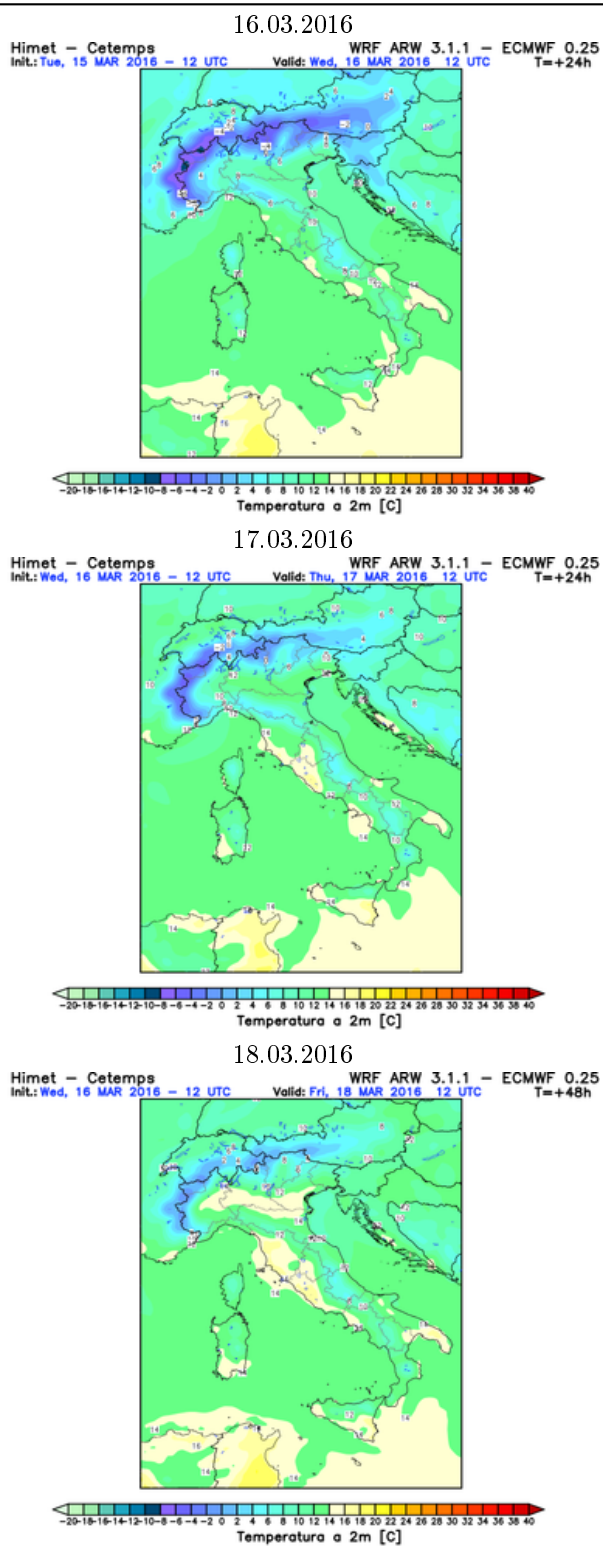 16.03.2016
Himet – Cetemps WRF ARW 3.1.1 – ECMWF 0.25
Init.: Tue, 15 MAR 2016 – 12 UTC Valid: Wed, 16 MAR 2016 12 UTC T=+24h
-20 -18 -16 -14 -12 -10 -8 -6 -4 -2 0 2 4 6 8 10 12 14 16 18 20 22 24 26 28 30 32 34 36 38 40
Temperatura a 2m [C]
17.03.2016
Himet – Cetemps WRF ARW 3.1.1 – ECMWF 0.25
Init.: Wed, 16 MAR 2016 – 12 UTC Valid: Thu, 17 MAR 2016 12 UTC T=+24h
-20 -18 -16 -14 -12 -10 -8 -6 -4 -2 0 2 4 6 8 10 12 14 16 18 20 22 24 26 28 30 32 34 36 38 40
Temperatura a 2m [C]
18.03.2016
Himet – Cetemps WRF ARW 3.1.1 – ECMWF 0.25
Init.: Wed, 16 MAR 2016 – 12 UTC Valid: Fri, 18 MAR 2016 12 UTC T=+48h
-20 -18 -16 -14 -12 -10 -8 -6 -4 -2 0 2 4 6 8 10 12 14 16 18 20 22 24 26 28 30 32 34 36 38 40
Temperatura a 2m [C]